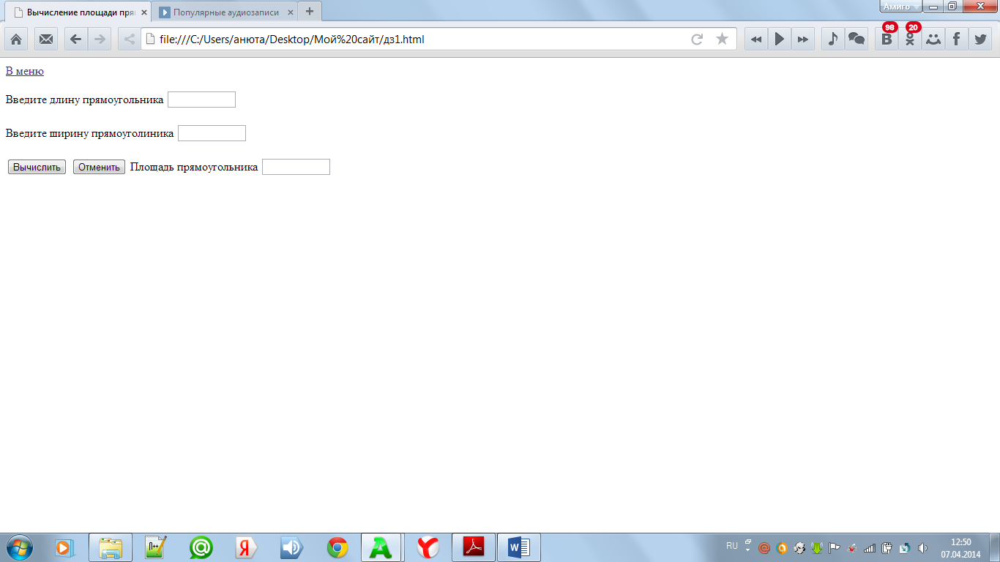 Вычисление площади пря
Популярные аудиозаписи
Амиго
file:///C:/Users/анюта/Desktop/Мой%20сайт/дз1.html
98
20
В меню
Введите длину прямоугольника
Введите ширину прямоуголиника
Вычислить Отменить Площадь прямоугольника
RU
12:50
07.04.2014